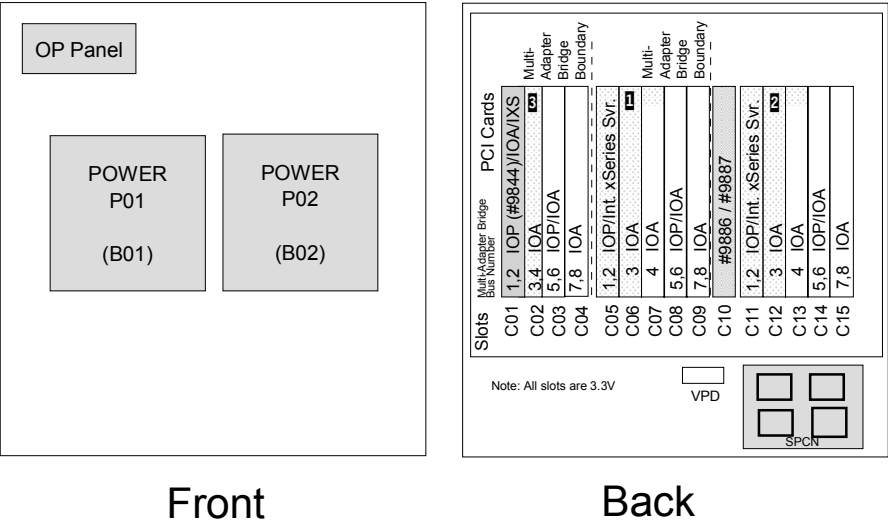 OP Panel
POWER
P01
(B01)
POWER
P02
(B02)
Front
Slots
Multi-Adapter Bridge
Bus Number
PCI Cards
C01 1,2 IOP (#9844)/IOA/IXS
C02 3,4 IOA 3
C03 5,6 IOP/IOA
C04 7,8 IOA
Multi-
Adapter
Bridge
Boundary
C05 1,2 IOP/Int. xSeries Svr.
C06 3 IOA 1
C07 4 IOA
C08 5,6 IOP/IOA
C09 7,8 IOA
Multi-
Adapter
Bridge
Boundary
C10 #9886 / #9887
C11 1,2 IOP/Int. xSeries Svr.
C12 3 IOA 2
C13 4 IOA
C14 5,6 IOP/IOA
C15 7,8 IOA
Note: All slots are 3.3V
VPD
SPCN
Back